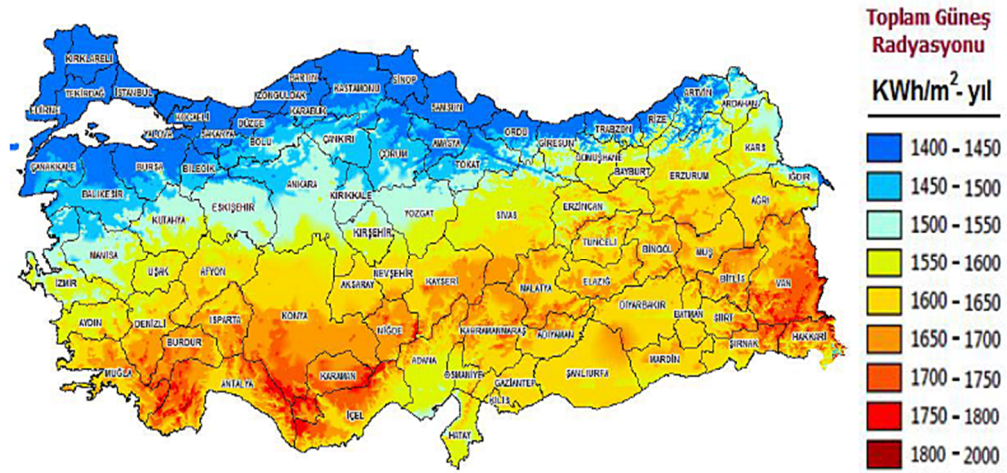 Toplam Güneş
Radyasyonu
KWh/m²- yıl
1400 - 1450
1450 - 1500
1500 - 1550
1550 - 1600
1600 - 1650
1650 - 1700
1700 - 1750
1750 - 1800
1800 - 2000
KIRKLARELİ
TEKİRDAĞ
İSTANBUL
EDİRNE
KOCAELİ
YALOVA
SAKARYA
DÜZCE
ZONGULDAK
BARTIN
KARABÜK
KASTAMONU
SİNOP
SAMSUN
BOLU
ÇANKIRI
ÇORUM
AMASYA
ORDU
GİRESUN
TRABZON
RİZE
ARTVİN
ARDAHAN
ÇANAKKALE
BURSA
BİLECİK
TOKAT
GÜMÜŞHANE
BAYBURT
ERZURUM
KARS
IĞDIR
BALIKESİR
KÜTAHYA
ESKİŞEHİR
ANKARA
KIRIKKALE
YOZGAT
SIVAS
ERZİNCAN
AĞRI
KIRŞEHİR
TUNCELİ
BİNGÖL
MUŞ
MANİSA
UŞAK
AFYON
NEVŞEHİR
AKSARAY
KAYSERİ
MALATYA
ELAZIĞ
BİTLİS
VAN
İZMİR
DİYARBAKIR
BATMAN
SİİRT
AYDIN
DENİZLİ
ISPARTA
KONYA
NİĞDE
KAHRAMANMARAŞ
ADIYAMAN
ŞIRNAK
HAKKARİ
BURDUR
MUĞLA
ANTALYA
KARAMAN
ADANA
OSMANİYE
GAZİANTEP
ŞANLIURFA
MARDİN
KİLİS
İÇEL
HATAY